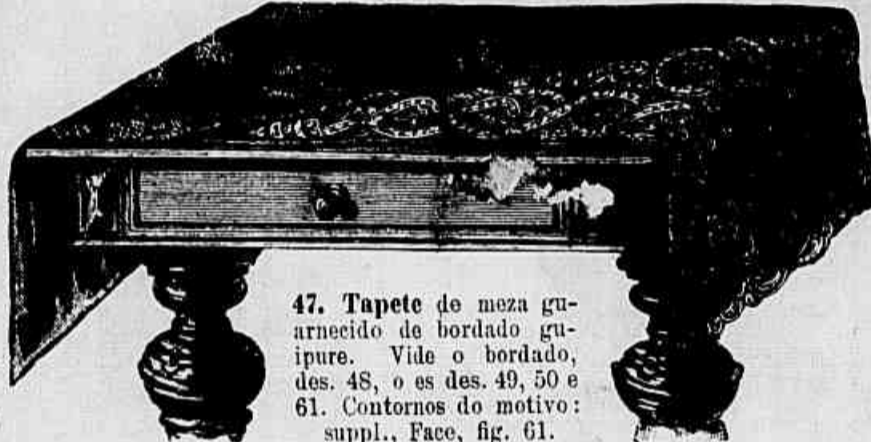 47. Tapete de meza gu-
arnecido de bordado gu-
ipure. Vide o bordado,
des. 48, o es des. 49, 50 e
61. Contornos do motivo:
suppl., Face, fig. 61.